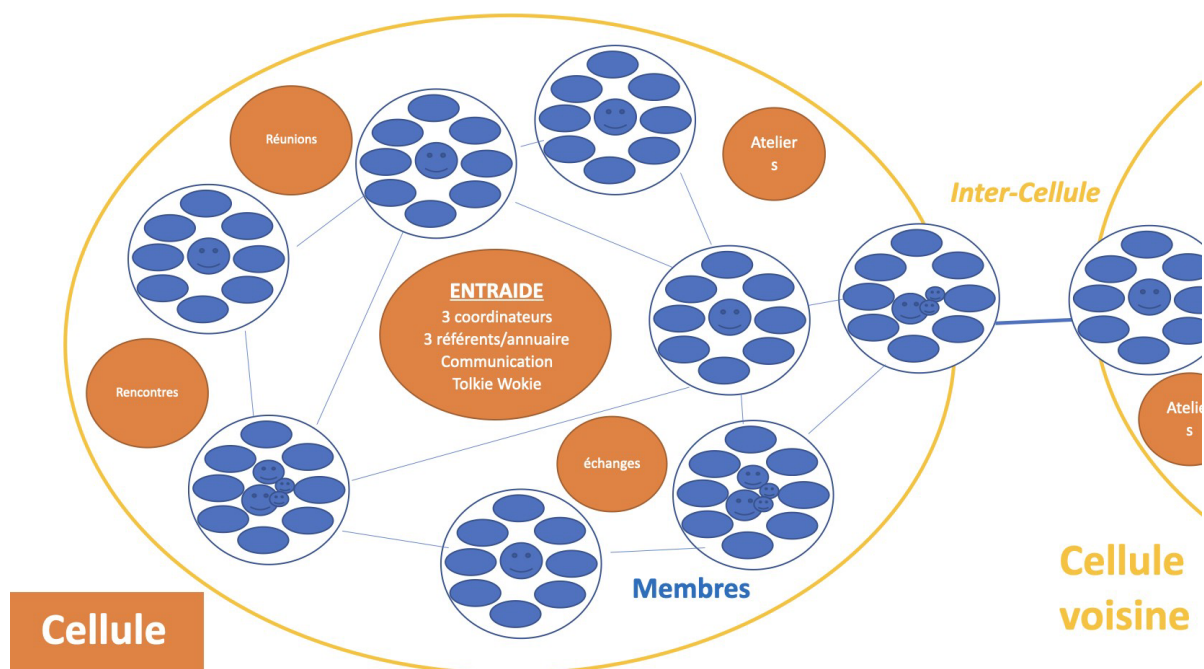 Réunions
Atelier
s
Inter-Cellule
ENTRAIDE
3 coordinateurs
3 référents/annuaire
Communication
Tolkie Wokie
Rencontres
échanges
Atelie
s
Membres
Cellule
Cellule
voisine